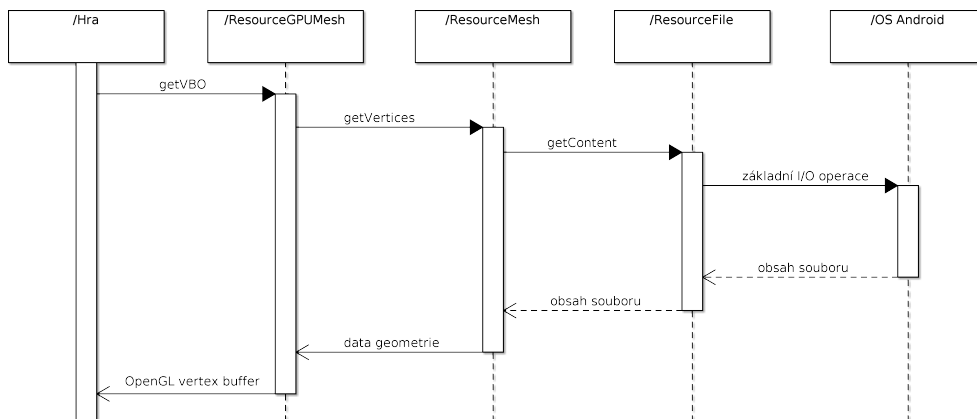 /Hra
/ResourceGPUMesh
/ResourceMesh
/ResourceFile
/OS Android
getVBO
getVertices
getContent
základní I/O operace
obsah souboru
obsah souboru
data geometrie
OpenGL vertex buffer